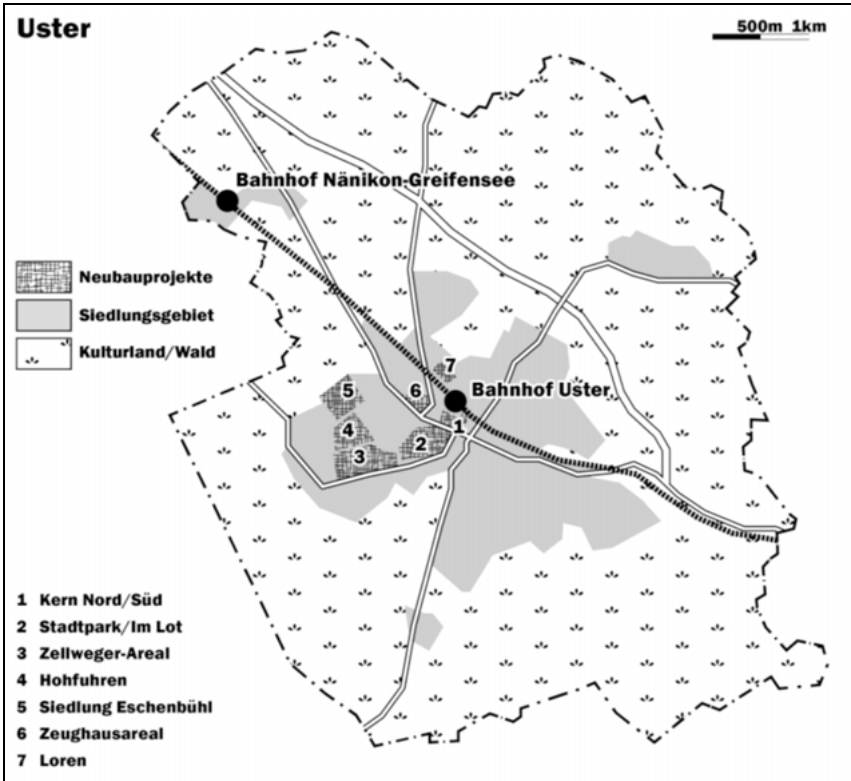 Uster
500m 1km
Bahnhof Nänikon-Greifensee
Neubauprojekte
Siedlungsgebiet
Kulturland/Wald
7
Bahnhof Uster
5
6
4
1
2
3
1 Kern Nord/Süd
2 Stadtpark/Im Lot
3 Zellweger-Areal
4 Hohfuhren
5 Siedlung Eschenbühl
6 Zeughausareal
7 Loren